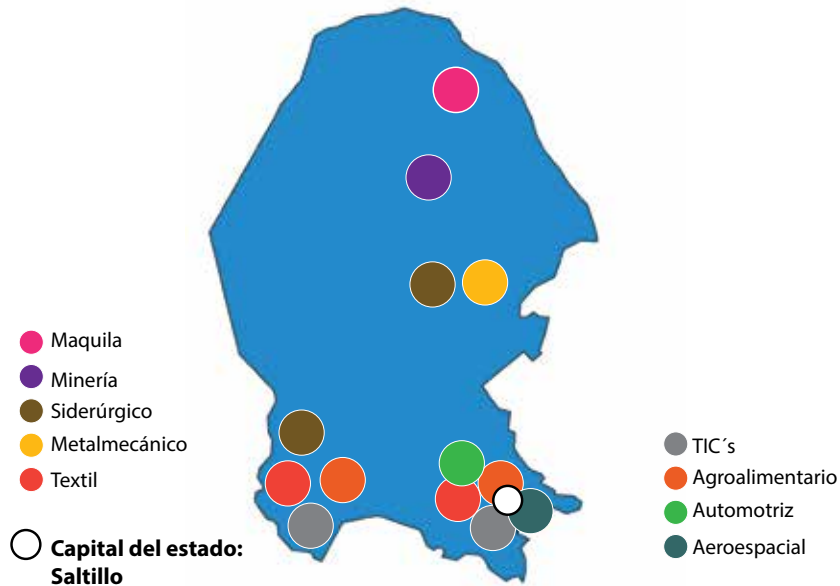 Maquila
Minería
Siderúrgico
Metalmecánico
Textil
Capital del estado:
Saltillo
TIC´s
Agroalimentario
Automotriz
Aeroespacial